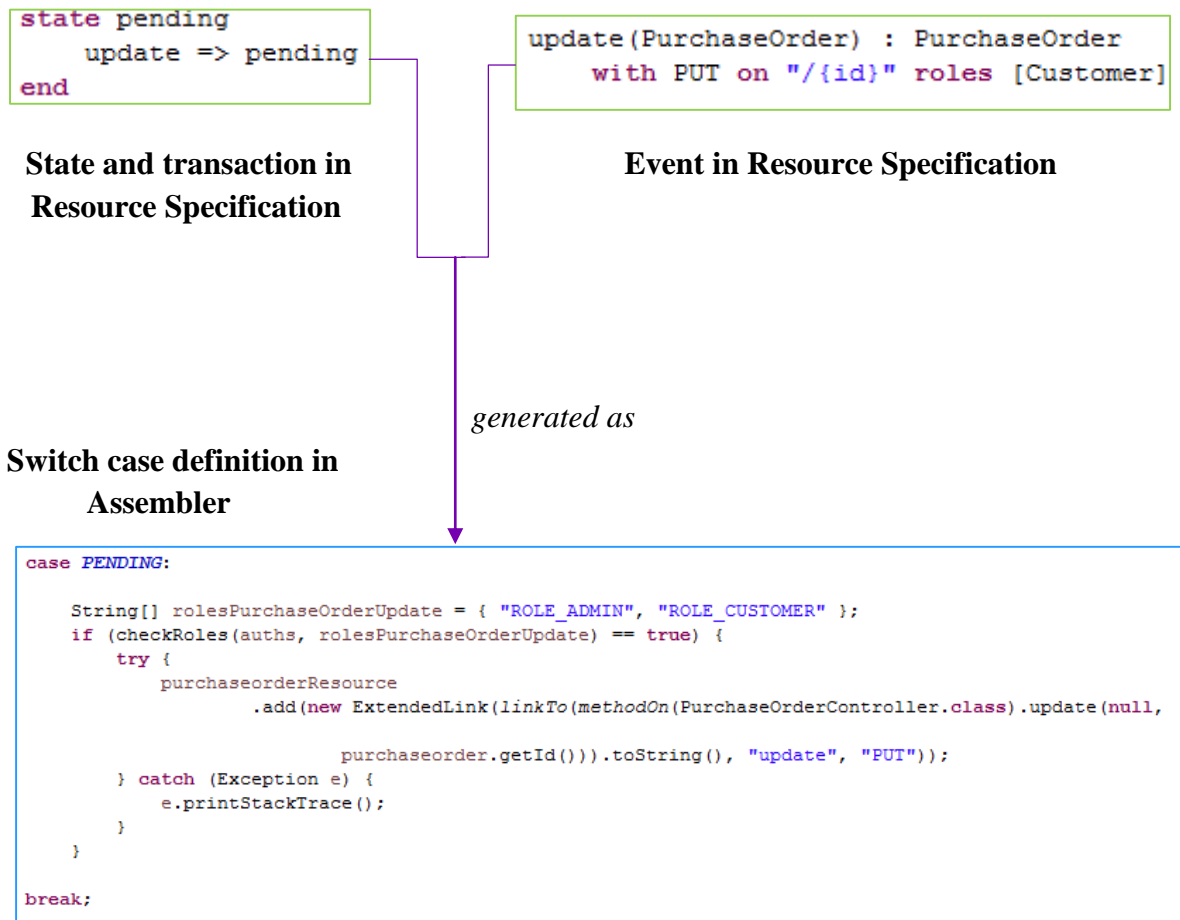 state pending
update => pending
end
update(PurchaseOrder) : PurchaseOrder
with PUT on "/{id}" roles [Customer]
State and transaction in
Resource Specification
Event in Resource Specification
generated as
Switch case definition in
Assembler
case PENDING:
String[] rolesPurchaseOrderUpdate = { "ROLE_ADMIN", "ROLE_CUSTOMER" };
if (checkRoles(auths, rolesPurchaseOrderUpdate) == true) {
try {
purchaseorderResource
.add(new ExtendedLink(linkTo(methodOn(PurchaseOrderController.class).update(null,
purchaseorder.getId())).toString(), "update", "PUT"));
} catch (Exception e) {
e.printStackTrace();
}
}
break;